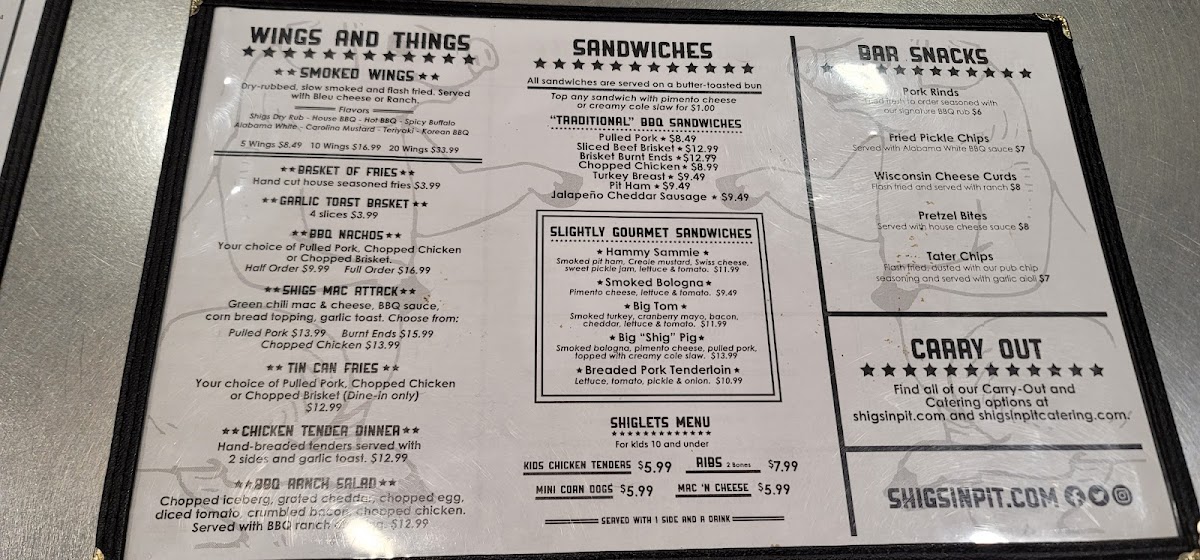 WINGS AND THINGS
SMOKED WINGS
Dry-rubbed, slow smoked and flash fried. Served
with Bleu cheese or Ranch.
Flavors
Shigs Dry Rub - House BBQ - Hot BBQ - Spicy Buffalo
Alabama White - Carolina Mustard - Teriyaki - Korean BBQ
5 Wings $8.49 10 Wings $16.99 20 Wings $33.99
BASKET OF FRIES
Hand cut house seasoned fries $3.99
GARLIC TOAST BASKET
4 slices $3.99
BBQ NACHOS
Your choice of Pulled Pork, Chopped Chicken
or Chopped Brisket.
Half Order $9.99 Full Order $16.99
SHIGS MAC ATTACK
Green chili mac & cheese, BBQ sauce,
corn bread topping, garlic toast. Choose from:
Pulled Pork $13.99 Burnt Ends $15.99
Chopped Chicken $13.99
TIN CAN FRIES
Your choice of Pulled Pork, Chopped Chicken
or Chopped Brisket (Dine-in only)
$12.99
CHICKEN TENDER DINNER
Hand-breaded tenders served with
2 sides and garlic toast. $12.99
BBQ RANCH SALAD
Chopped iceberg, grated cheddar, chopped egg,
diced tomato, crumbled bacon, chopped chicken.
Served with BBQ ranch $12.99
SANDWICHES
All sandwiches are served on a butter-toasted bun
Top any sandwich with pimento cheese
or creamy cole slaw for $1.00
"TRADITIONAL" BBQ SANDWICHES
Pulled Pork ★ $8.49
Sliced Beef Brisket ★ $12.99
Brisket Burnt Ends ★ $12.99
Chopped Chicken ★ $8.99
Turkey Breast ★ $9.49
Pit Ham ★ $9.49
Jalapeño Cheddar Sausage ★ $9.49
SLIGHTLY GOURMET SANDWICHES
★ Hammy Sammie ★
Smoked pit ham, Creole mustard, Swiss cheese,
sweet pickle jam, lettuce & tomato. $11.99
★ Smoked Bologna ★
Pimento cheese, lettuce & tomato. $9.49
★ Big Tom ★
Smoked turkey, cranberry mayo, bacon,
cheddar, lettuce & tomato. $11.99
★ Big "Shig" Pig ★
Smoked bologna, pimento cheese, pulled pork,
topped with creamy cole slaw. $13.99
★ Breaded Pork Tenderloin ★
Lettuce, tomato, pickle & onion. $10.99
SHIGLETS MENU
For kids 10 and under
KIDS CHICKEN TENDERS $5.99 RIBS 2 Bones $7.99
MINI CORN DOGS $5.99 MAC 'N CHEESE $5.99
SERVED WITH 1 SIDE AND A DRINK
BAR SNACKS
Pork Rinds
Fried fresh to order seasoned with
our signature BBQ rub $6
Fried Pickle Chips
Served with Alabama White BBQ sauce $7
Wisconsin Cheese Curds
Flash fried and served with ranch $8
Pretzel Bites
Served with house cheese sauce $8
Tater Chips
Flash fried, dusted with our pub chip
seasoning and served with garlic aioli $7
CARRY OUT
Find all of our Carry-Out and
Catering options at
shigsinpit.com and shigsinpitcatering.com.
SHIGSINPIT.COM